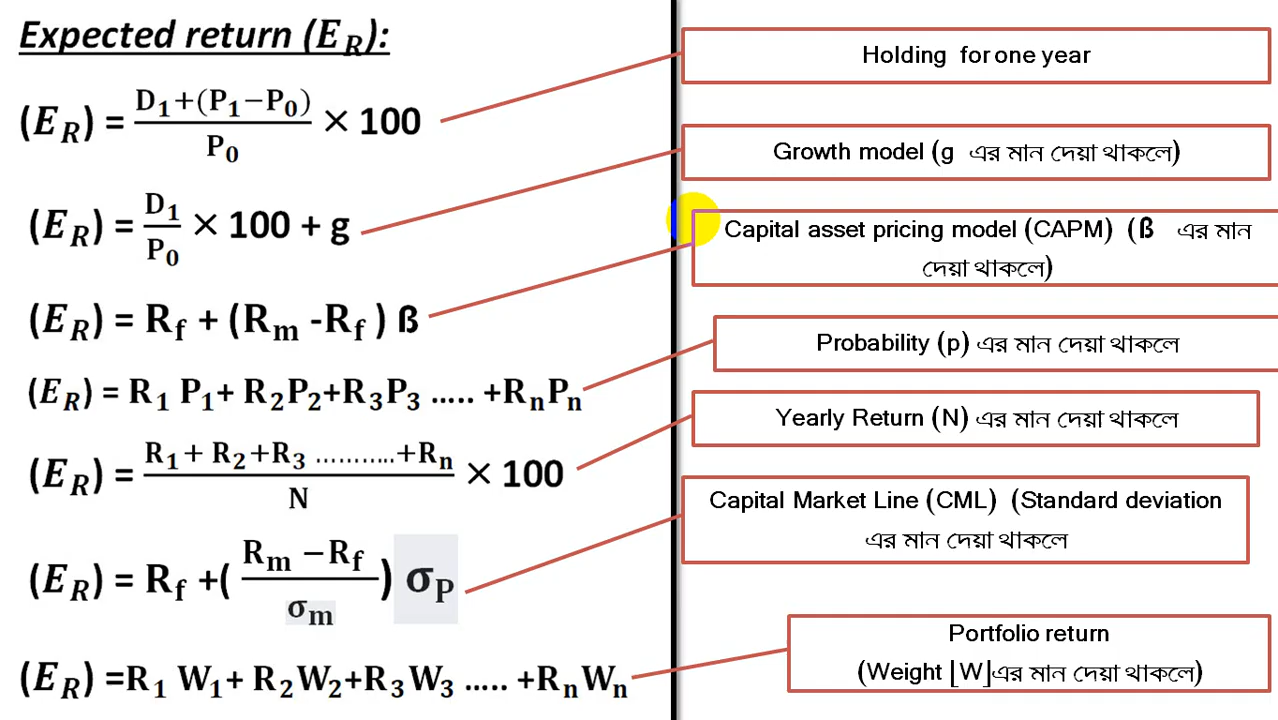 Expected return (E_R):
Holding for one year
(E_R) = D₁+(P₁−P₀) / P₀ × 100
Growth model (g এর মান দেয়া থাকলে)
(E_R) = D₁ / P₀ × 100 + g
Capital asset pricing model (CAPM) (ß এর মান
দেয়া থাকলে)
(E_R) = R_f + (R_m -R_f ) ß
Probability (p) এর মান দেয়া থাকলে
(E_R) = R₁ P₁+ R₂P₂+R₃P₃ ..... +RₙPₙ
Yearly Return (N) এর মান দেয়া থাকলে
(E_R) = R₁+ R₂+R₃ ...........+Rₙ / N × 100
Capital Market Line (CML) (Standard deviation
এর মান দেয়া থাকলে
(E_R) = R_f +( R_m −R_f / σ_m ) σ_P
Portfolio return
(Weight [W]এর মান দেয়া থাকলে)
(E_R) =R₁ W₁+ R₂W₂+R₃W₃ ..... +RₙWₙ